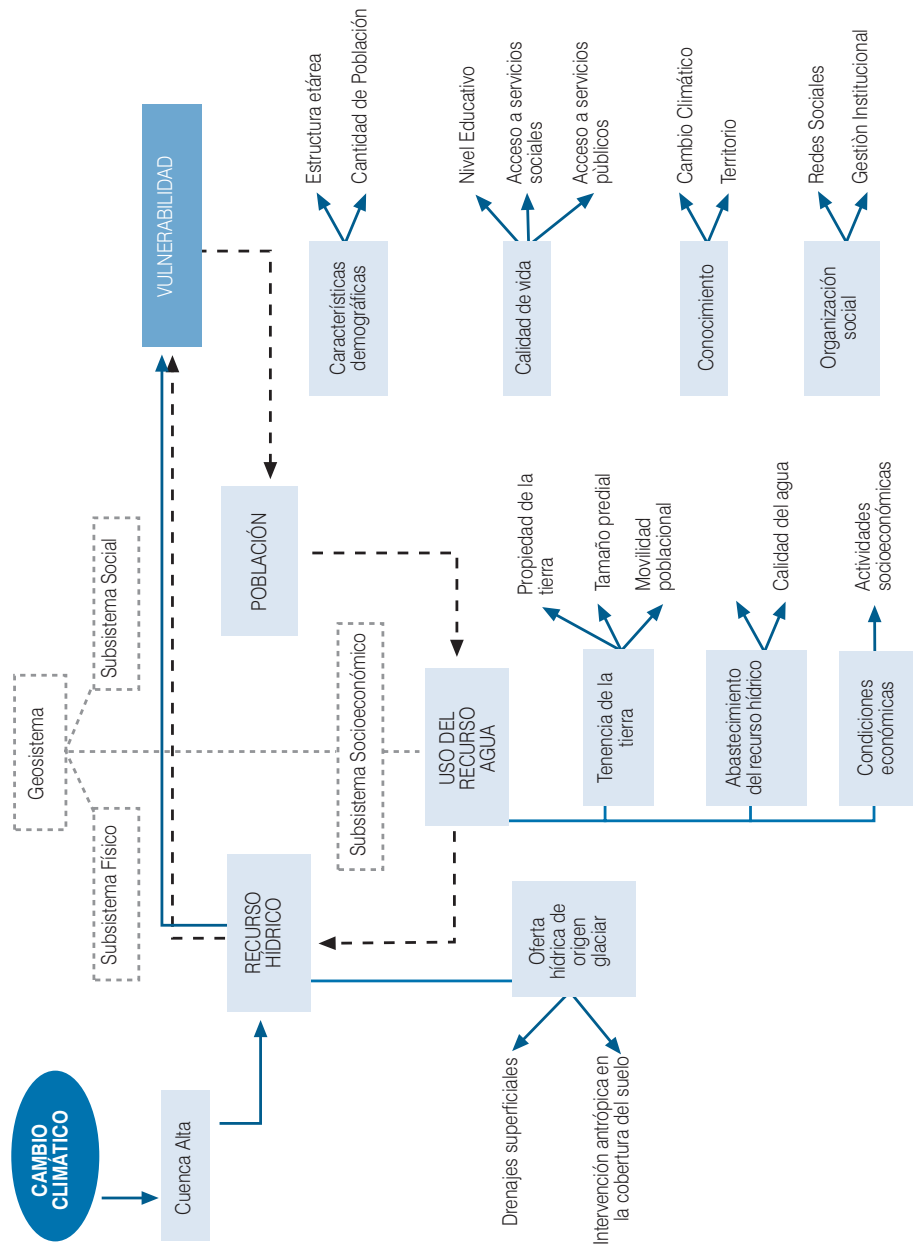 CAMBIO
CLIMÁTICO
Cuenca Alta
Geosistema
Subsistema Físico
Subsistema Social
RECURSO
HÍDRICO
Oferta
hídrica de
origen
glaciar
Drenajes superficiales
Intervención antrópica en
la cobertura del suelo
Subsistema Socioeconómico
USO DEL
RECURSO
AGUA
Tenencia de la
tierra
Propiedad de la
tierra
Tamaño predial
Movilidad
poblacional
Abastecimiento
del recurso hídrico
Calidad del agua
Condiciones
económicas
Actividades
socioeconómicas
POBLACIÓN
VULNERABILIDAD
Características
demográficas
Estructura etárea
Cantidad de Población
Calidad de vida
Nivel Educativo
Acceso a servicios
sociales
Acceso a servicios
públicos
Conocimiento
Cambio Climático
Territorio
Organización
social
Redes Sociales
Gestiòn Institucional